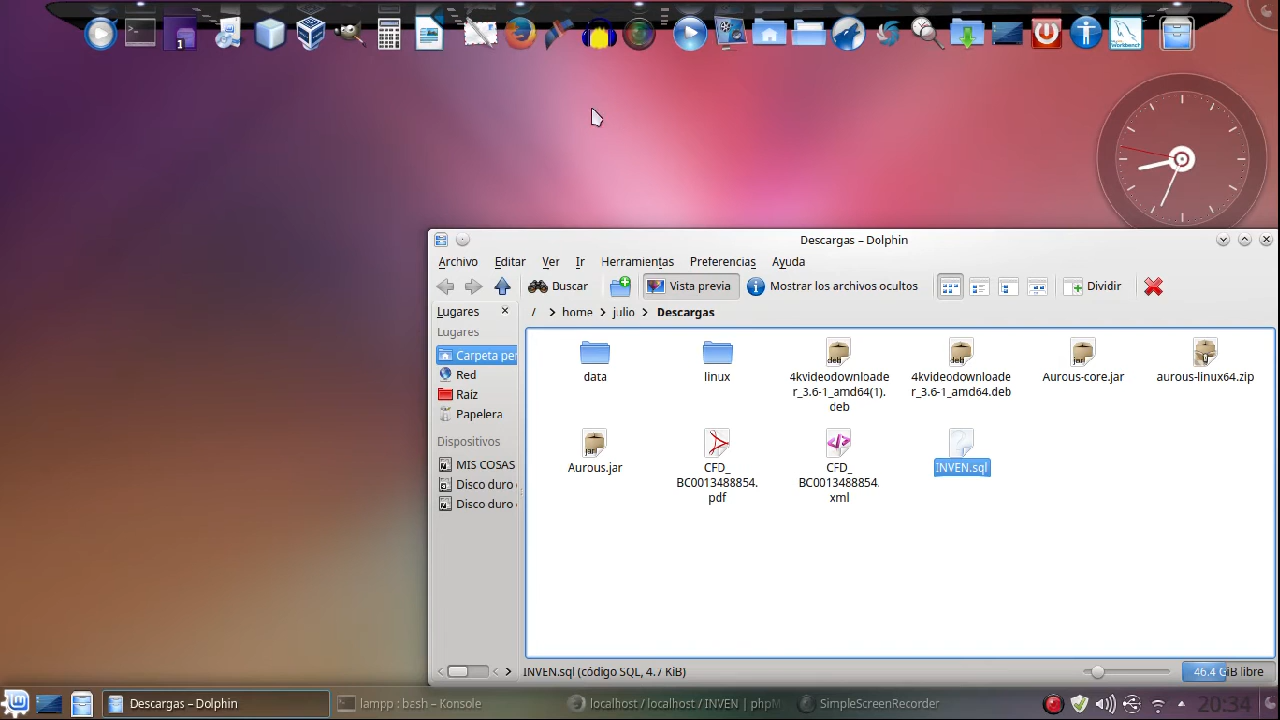 1
Workbench
Descargas – Dolphin
Archivo Editar Ver Ir Herramientas Preferencias Ayuda
Buscar Vista previa Mostrar los archivos ocultos Dividir
Lugares
/ > home > julio > Descargas
Lugares
Carpeta per
Red
Raiz
Papelera
Dispositivos
MIS COSAS
Disco duro
Disco duro
data
linux
4kvideodownloade
r_3.6-1_amd64(1).
deb
4kvideodownloade
r_3.6-1_amd64.deb
Aurous-core.jar
aurous-linux64.zip
Aurous.jar
CFD_
BC0013488854.
pdf
CFD_
BC0013488854.
xml
INVEN.sql
INVEN.sql (código SQL, 4.7 KiB)
46.4 GiB libre
Descargas – Dolphin
lampp : bash – Konsole
localhost / localhost / INVEN | phpM
SimpleScreenRecorder
20:34